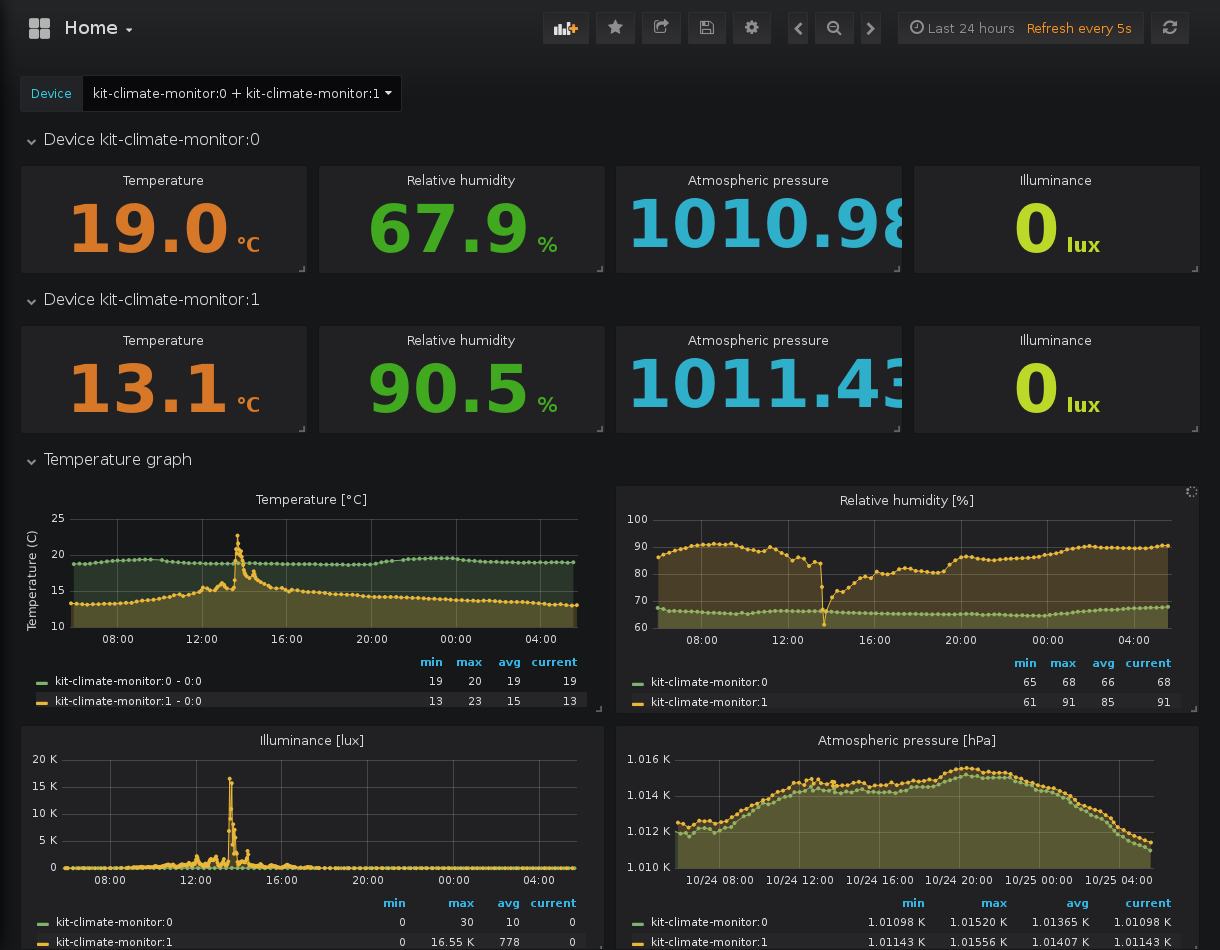 Home
Last 24 hours Refresh every 5s
Device kit-climate-monitor:0 + kit-climate-monitor:1
Device kit-climate-monitor:0
Temperature Relative humidity Atmospheric pressure Illuminance
19.0 °C 67.9 % 1010.98 0 lux
Device kit-climate-monitor:1
Temperature Relative humidity Atmospheric pressure Illuminance
13.1 °C 90.5 % 1011.43 0 lux
Temperature graph
Temperature [°C]
Temperature (C)
25
20
15
10
08:00 12:00 16:00 20:00 00:00 04:00
min max avg current
kit-climate-monitor:0 - 0:0 19 20 19 19
kit-climate-monitor:1 - 0:0 13 23 15 13
Relative humidity [%]
100
90
80
70
60
08:00 12:00 16:00 20:00 00:00 04:00
min max avg current
kit-climate-monitor:0 65 68 66 68
kit-climate-monitor:1 61 91 85 91
Illuminance [lux]
20 K
15 K
10 K
5 K
0
08:00 12:00 16:00 20:00 00:00 04:00
min max avg current
kit-climate-monitor:0 0 30 10 0
kit-climate-monitor:1 0 16.55 K 778 0
Atmospheric pressure [hPa]
1.016 K
1.014 K
1.012 K
1.010 K
10/24 08:00 10/24 12:00 10/24 16:00 10/24 20:00 10/25 00:00 10/25 04:00
min max avg current
kit-climate-monitor:0 1.01098 K 1.01520 K 1.01365 K 1.01098 K
kit-climate-monitor:1 1.01143 K 1.01556 K 1.01407 K 1.01143 K